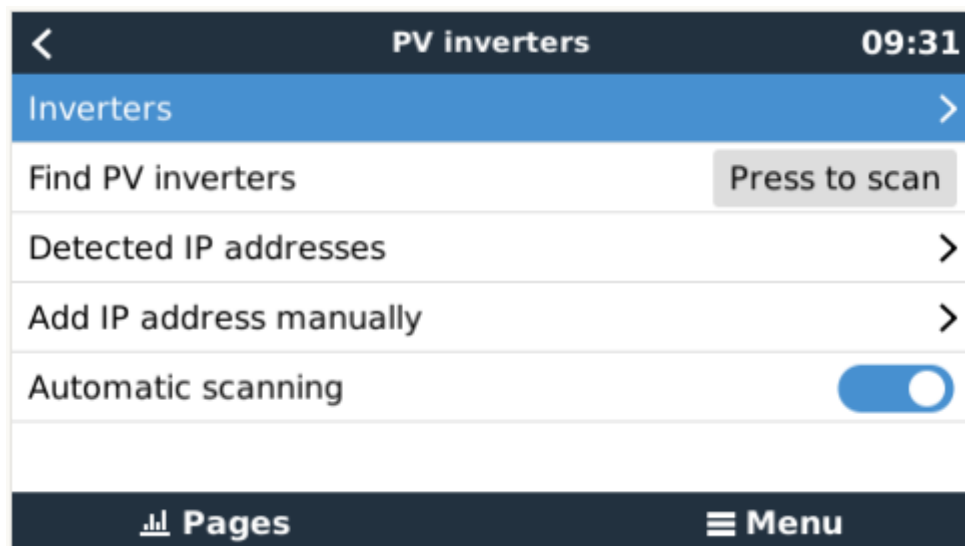 PV inverters 09:31
Inverters
Find PV inverters Press to scan
Detected IP addresses
Add IP address manually
Automatic scanning
Pages Menu